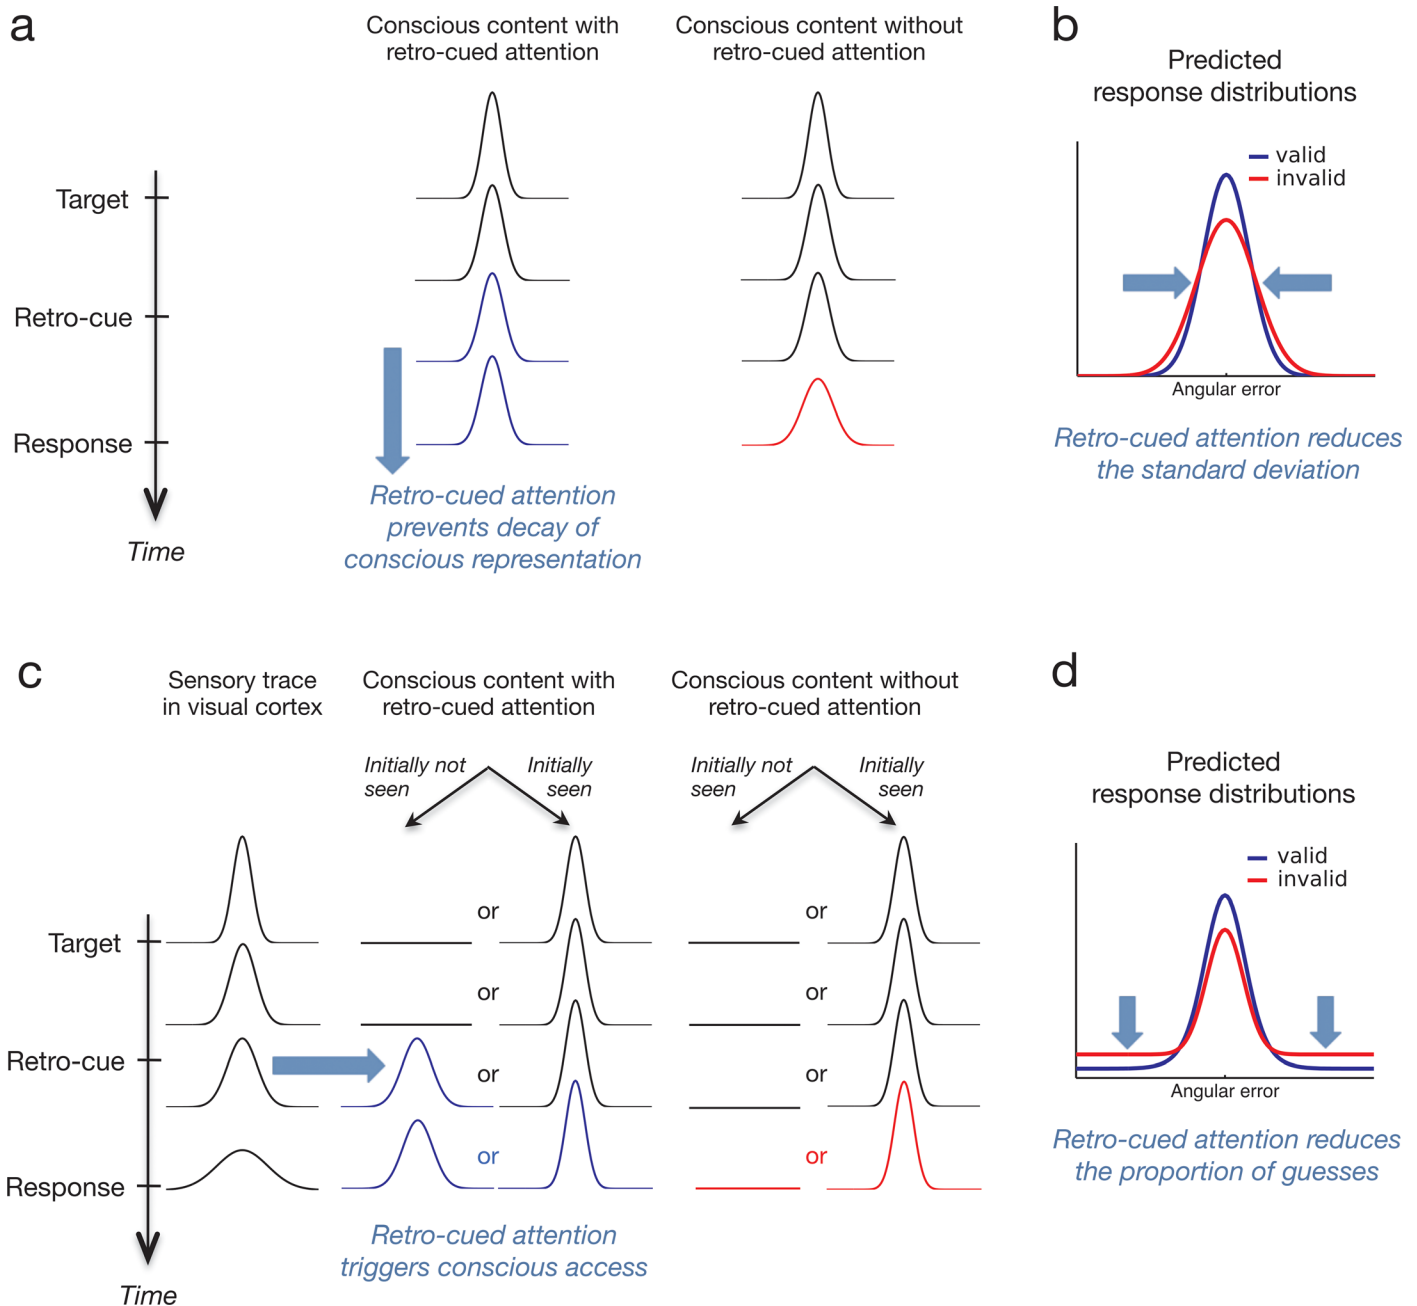 a
Conscious content with
retro-cued attention
Conscious content without
retro-cued attention
Target
Retro-cue
Response
Time
Retro-cued attention
prevents decay of
conscious representation
b
Predicted
response distributions
valid
invalid
Angular error
Retro-cued attention reduces
the standard deviation
c
Sensory trace
in visual cortex
Conscious content with
retro-cued attention
Conscious content without
retro-cued attention
Initially not
seen
Initially
seen
Initially not
seen
Initially
seen
Target
Retro-cue
Response
Time
or
or
or
or
or
or
or
or
Retro-cued attention
triggers conscious access
d
Predicted
response distributions
valid
invalid
Angular error
Retro-cued attention reduces
the proportion of guesses